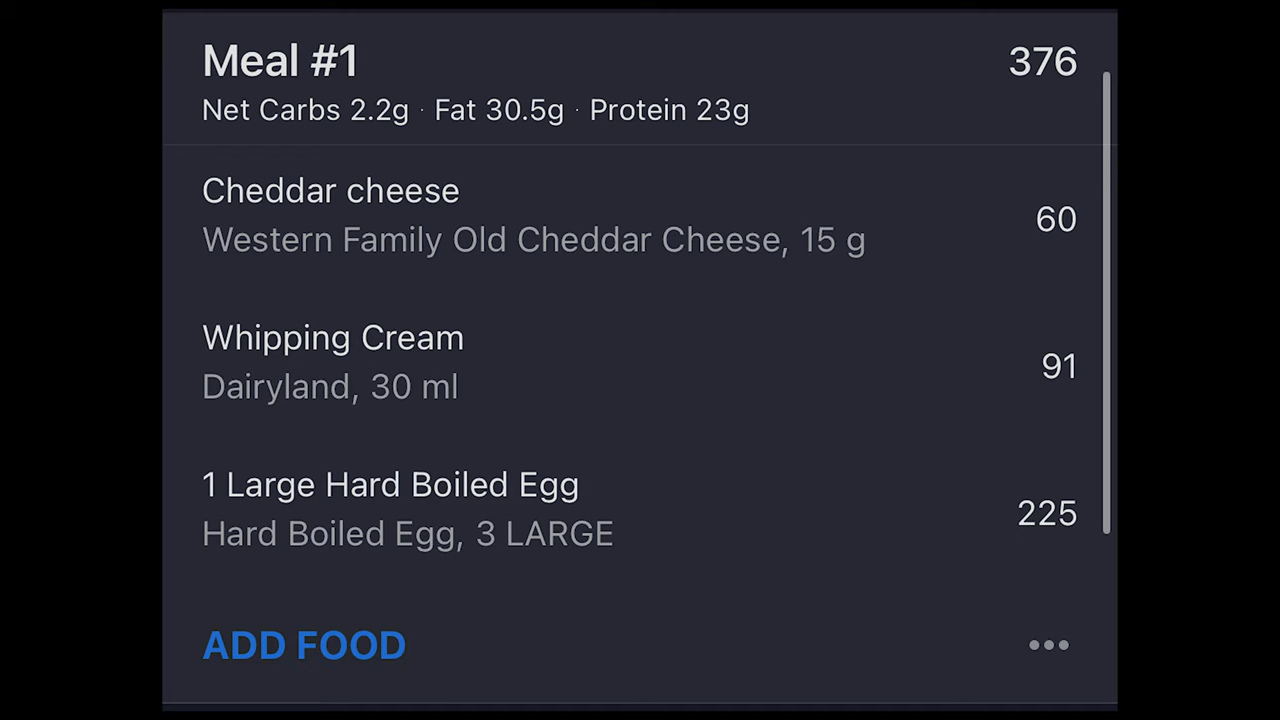 Meal #1
376
Net Carbs 2.2g · Fat 30.5g · Protein 23g
Cheddar cheese
Western Family Old Cheddar Cheese, 15 g
60
Whipping Cream
Dairyland, 30 ml
91
1 Large Hard Boiled Egg
Hard Boiled Egg, 3 LARGE
225
ADD FOOD